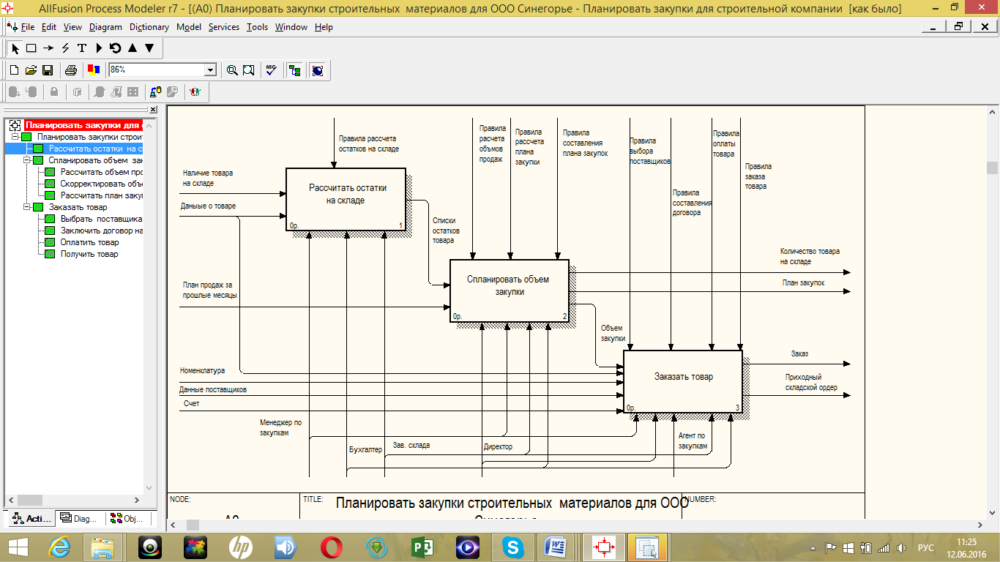 AllFusion Process Modeler r7 - [(A0) Планировать закупки строительных материалов для ООО Синегорье - Планировать закупки для строительной компании [как было]
File Edit View Diagram Dictionary Model Services Tools Window Help
86%
Планировать закупки для
Планировать закупки строи
Рассчитать остатки на с
Спланировать объем зак
Рассчитать объем про
Скорректировать объе
Рассчитать план закуп
Заказать товар
Выбрать поставщика
Заключить договор на
Оплатить товар
Получить товар
Acti...
Diag...
Obj...
Правила рассчета
остатков на складе
Правила
расчета
объмов
продаж
Правила
рассчета
плана
закупки
Правила
составления
плана закупок
Правила
выбора
поставщиков
Правила
оплаты
товара
Правила
заказа
товара
Правила
составления
договора
Наличие товара
на складе
Даныые о товаре
Рассчитать остатки
на складе
0р.
1
Списки
остатков
товара
План продаж за
прошлые месяцы
Спланировать объем
закупки
0р.
2
Количество товара
на складе
План закупок
Объем
закупки
Номенклатура
Данные поставщиков
Счет
Заказать товар
0р.
3
Заказ
Приходный
складской ордер
Менеджер по
закупкам
Бухгалтер
Зав. склада
Директор
Агент по
закупкам
NODE:
A0
TITLE:
Планировать закупки строительных материалов для ООО
Синегорье
NUMBER:
РУС
11:25
12.06.2016